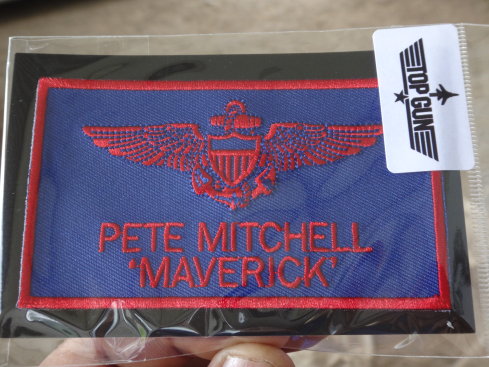 TOP GUN
PETE MITCHELL
'MAVERICK'